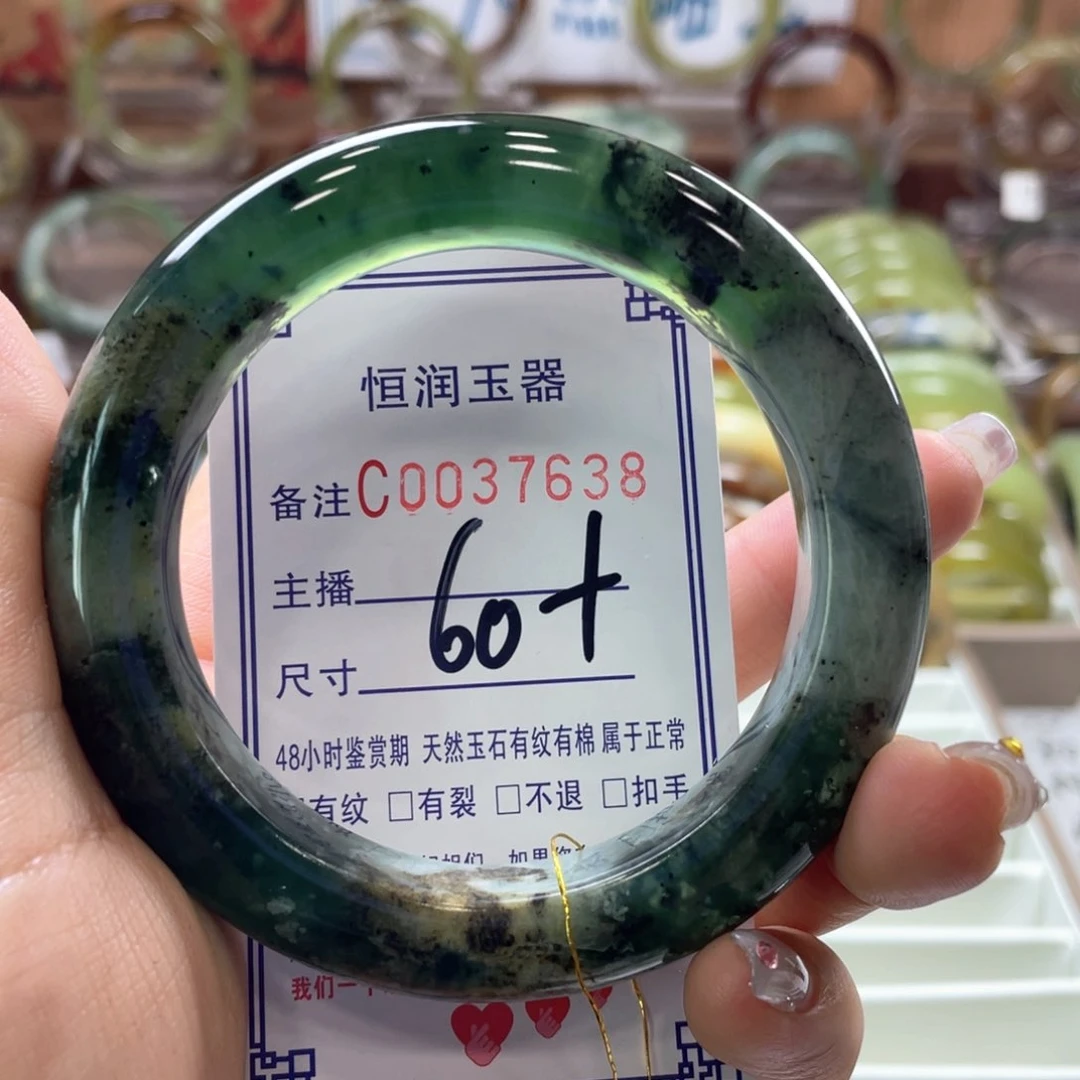 恒润玉器
备注C0037638
主播
60+
尺寸
48小时鉴赏期 天然玉石有纹有棉 属于正常
有纹 □有裂 □不退 □扣手
如果
我们一